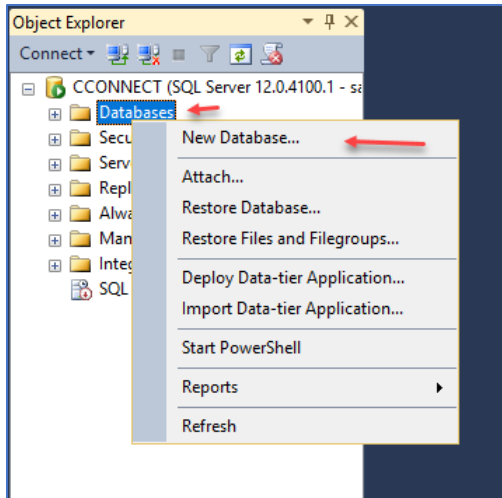 Object Explorer
Connect
CCONNECT (SQL Server 12.0.4100.1 - sa
Databases
Secu
New Database...
Serv
Attach...
Repl
Restore Database...
Alwa
Restore Files and Filegroups...
Man
Integ
Deploy Data-tier Application...
SQL
Import Data-tier Application...
Start PowerShell
Reports
Refresh